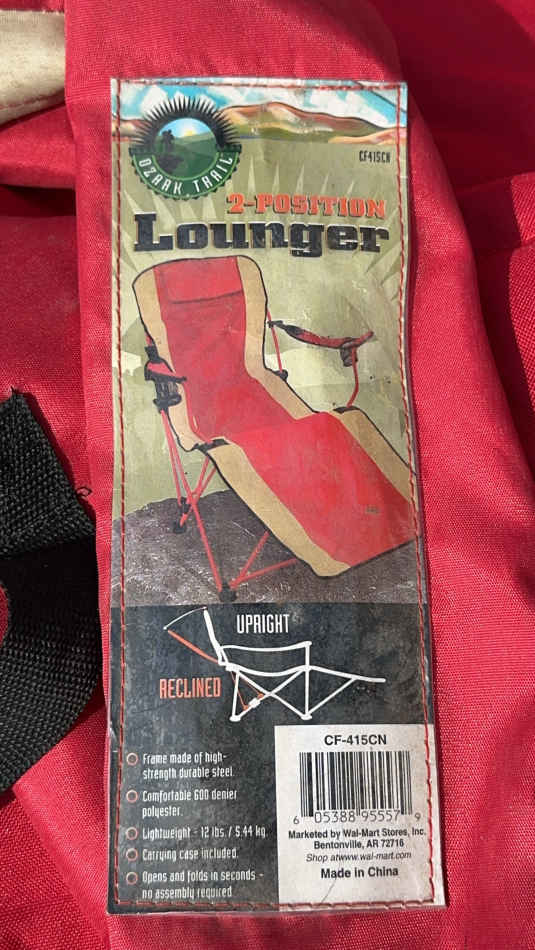 OZARK TRAIL
CF415CN
2-POSITION
Lounger
UPRIGHT
RECLINED
Frame made of high-
strength durable steel.
Comfortable 600 denier
polyester.
Lightweight - 12 lbs. / 5.44 kg.
Carrying case included.
Opens and folds in seconds -
no assembly required
CF-415CN
6 05388 95557 9
Marketed by Wal-Mart Stores, Inc.
Bentonville, AR 72716
Shop atwww.wal-mart.com
Made in China